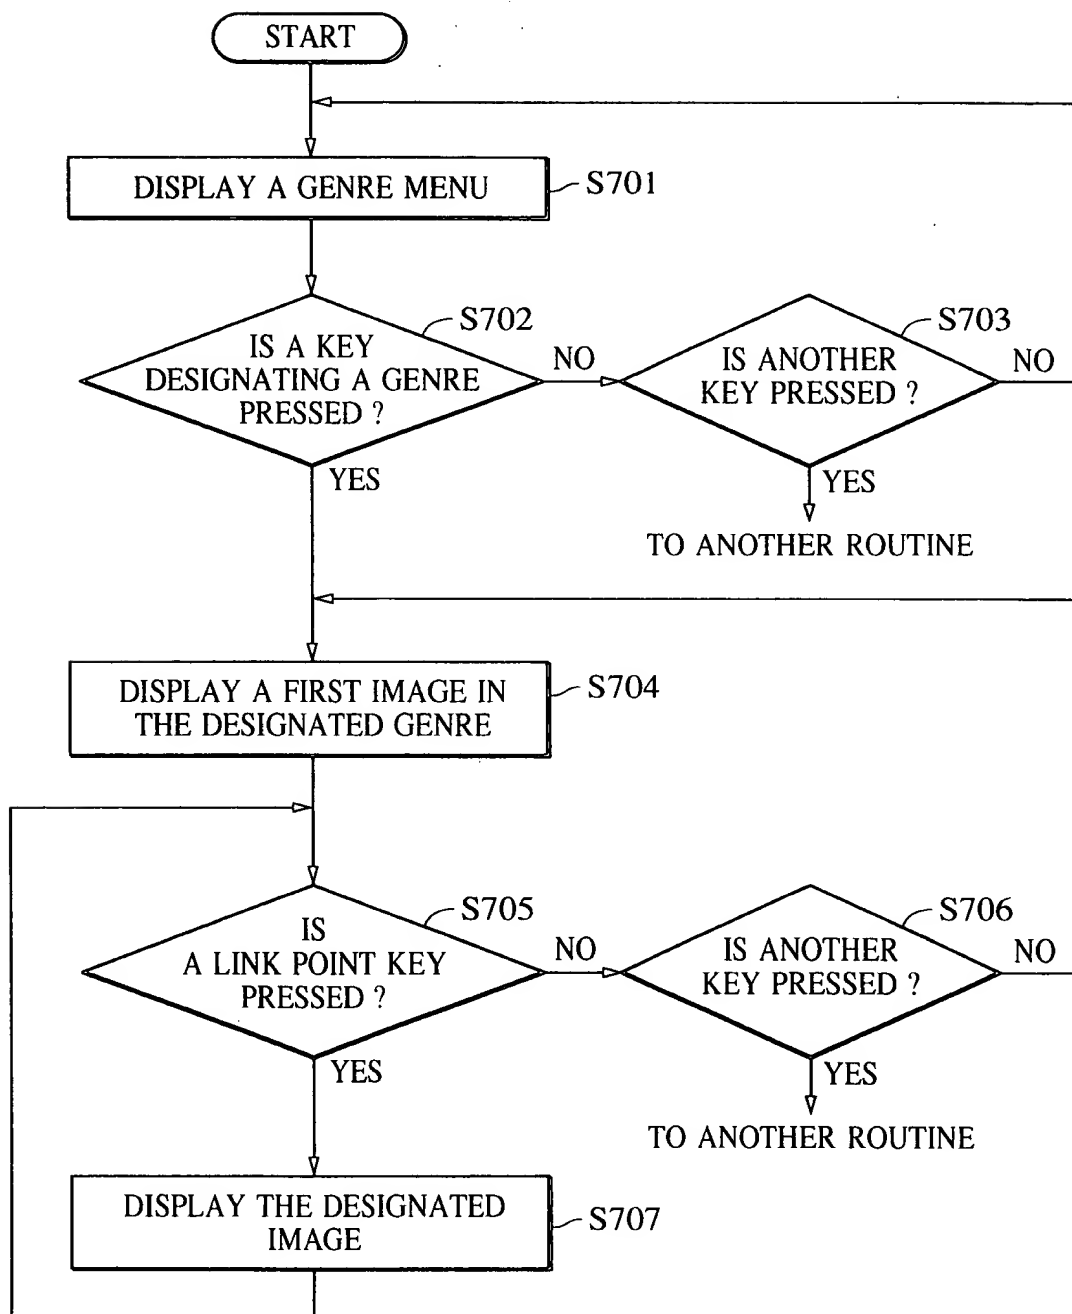 START
DISPLAY A GENRE MENU
S701
S702
IS A KEY
DESIGNATING A GENRE
PRESSED ?
NO
YES
S703
IS ANOTHER
KEY PRESSED ?
NO
YES
TO ANOTHER ROUTINE
DISPLAY A FIRST IMAGE IN
THE DESIGNATED GENRE
S704
S705
IS
A LINK POINT KEY
PRESSED ?
NO
YES
S706
IS ANOTHER
KEY PRESSED ?
NO
YES
TO ANOTHER ROUTINE
DISPLAY THE DESIGNATED
IMAGE
S707